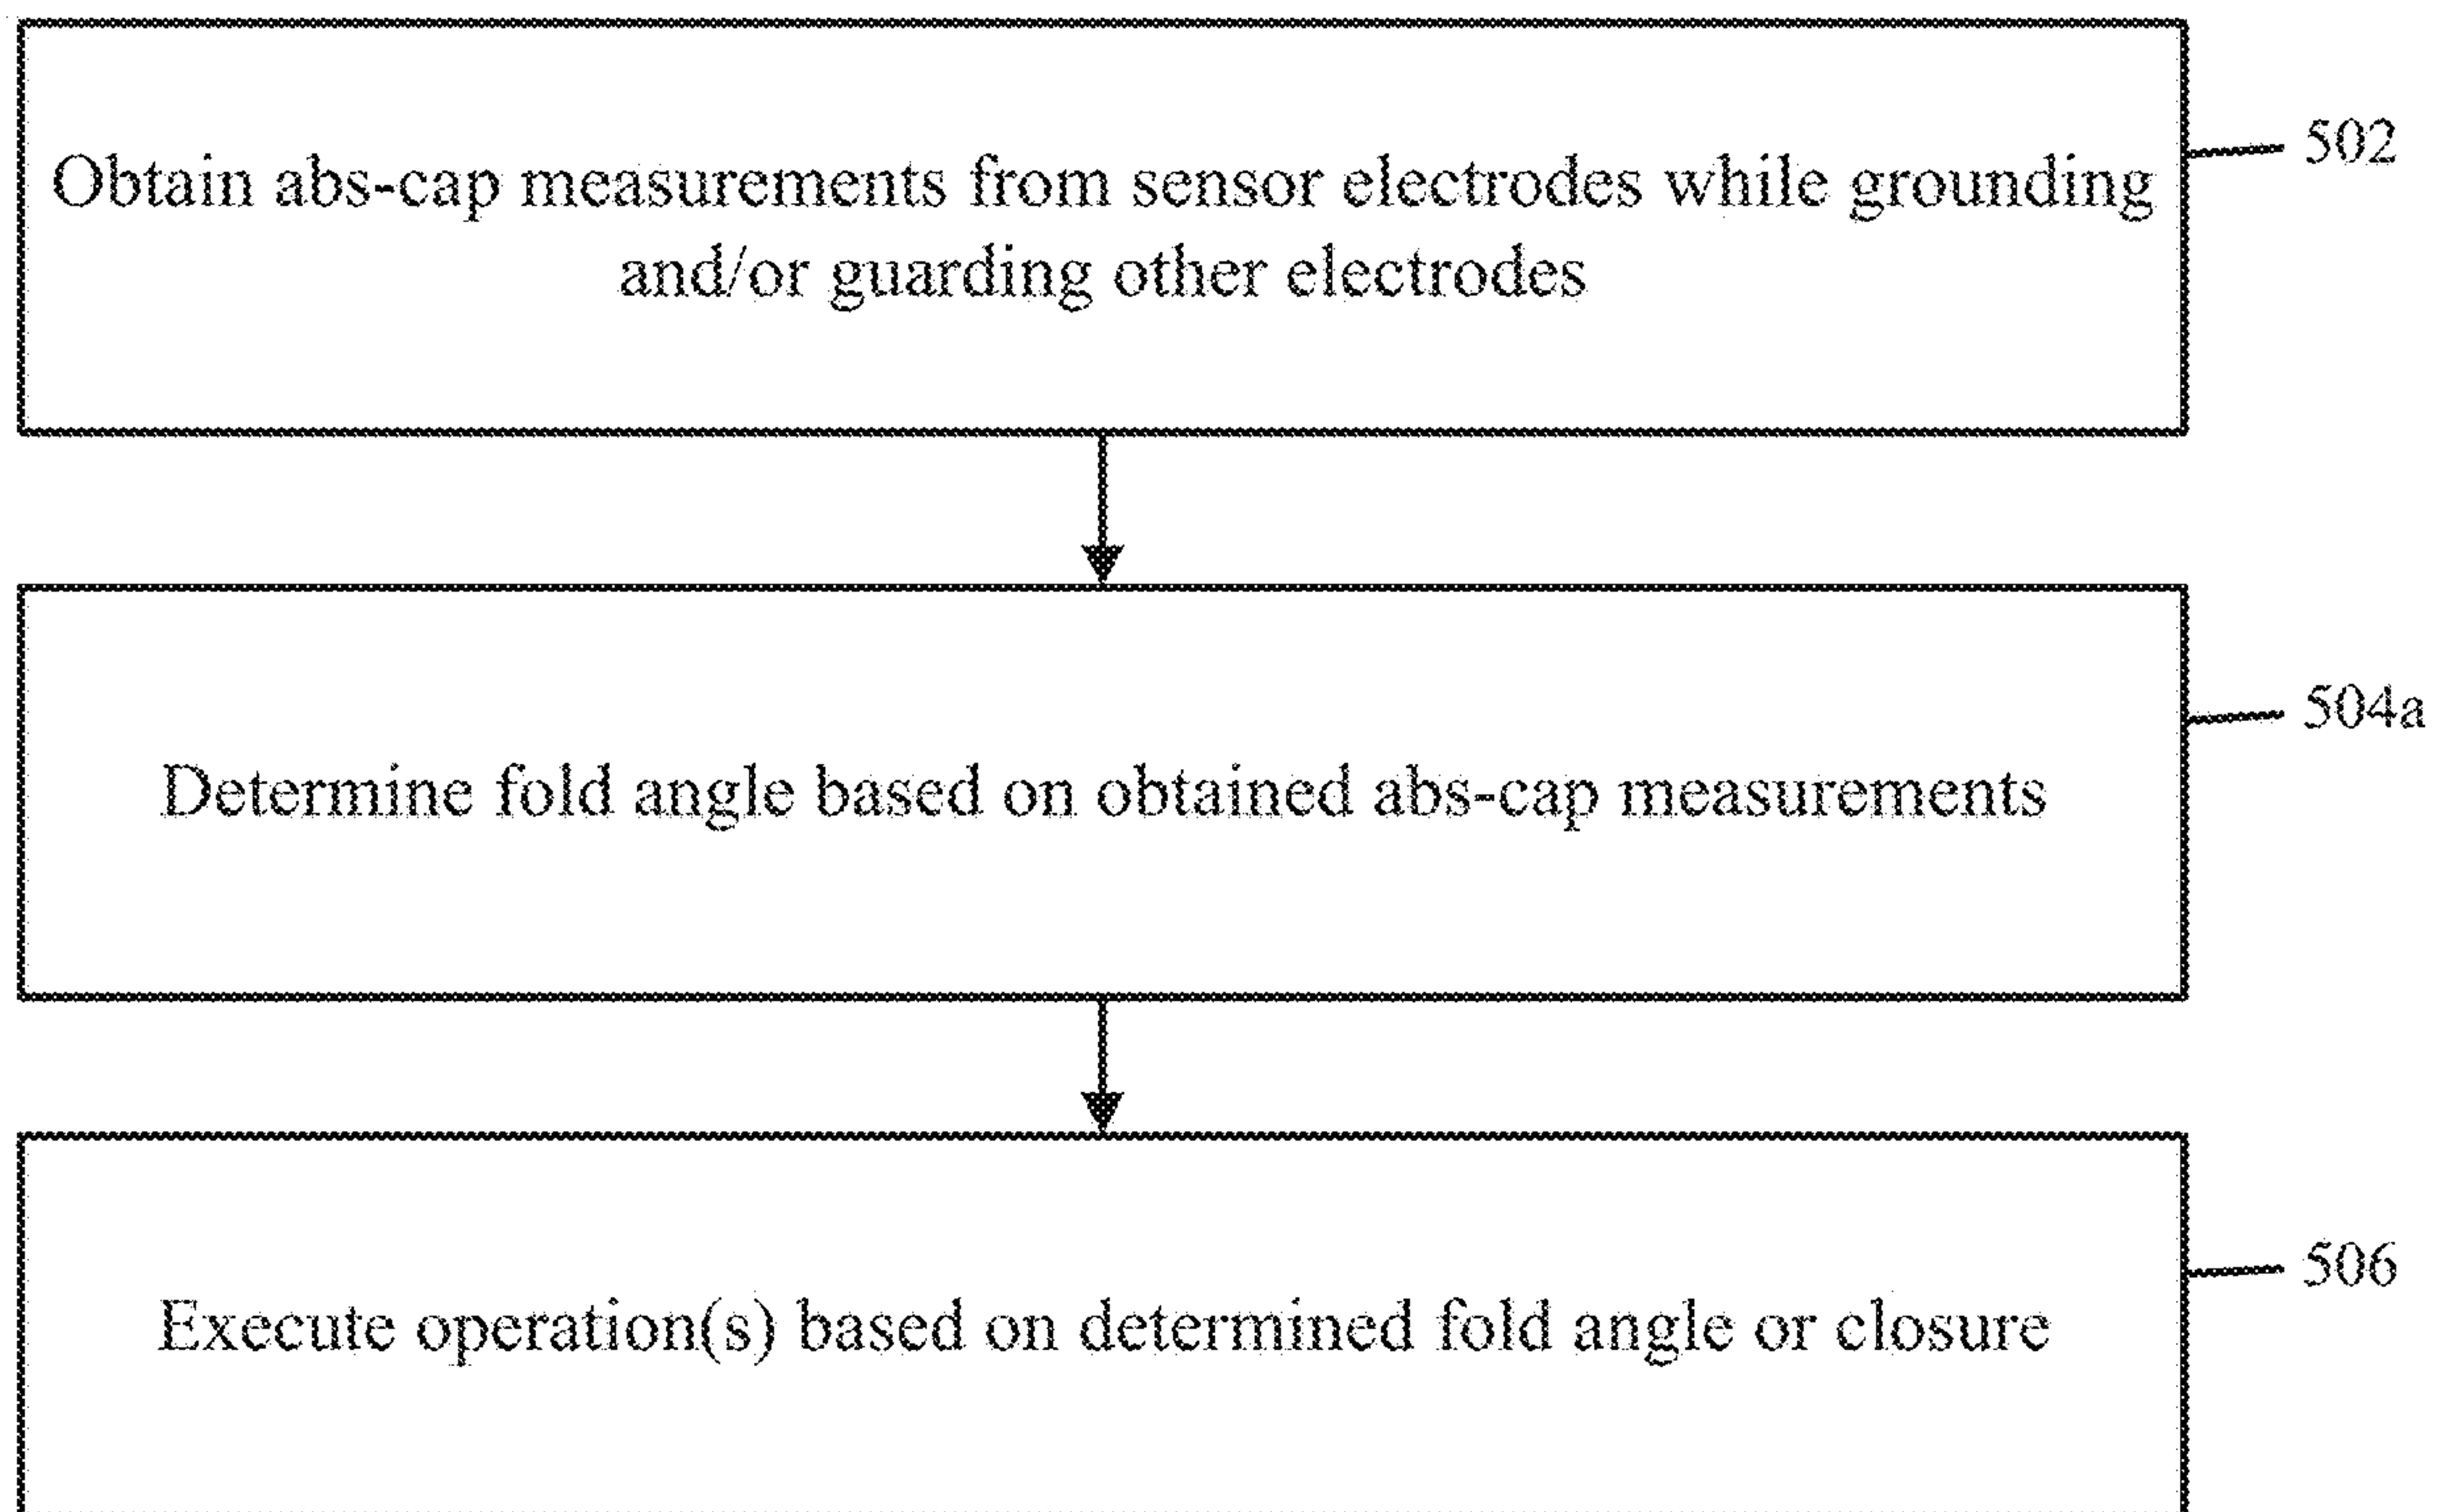 Obtain abs-cap measurements from sensor electrodes while grounding
and/or guarding other electrodes
502
Determine fold angle based on obtained abs-cap measurements
504a
Execute operation(s) based on determined fold angle or closure
506